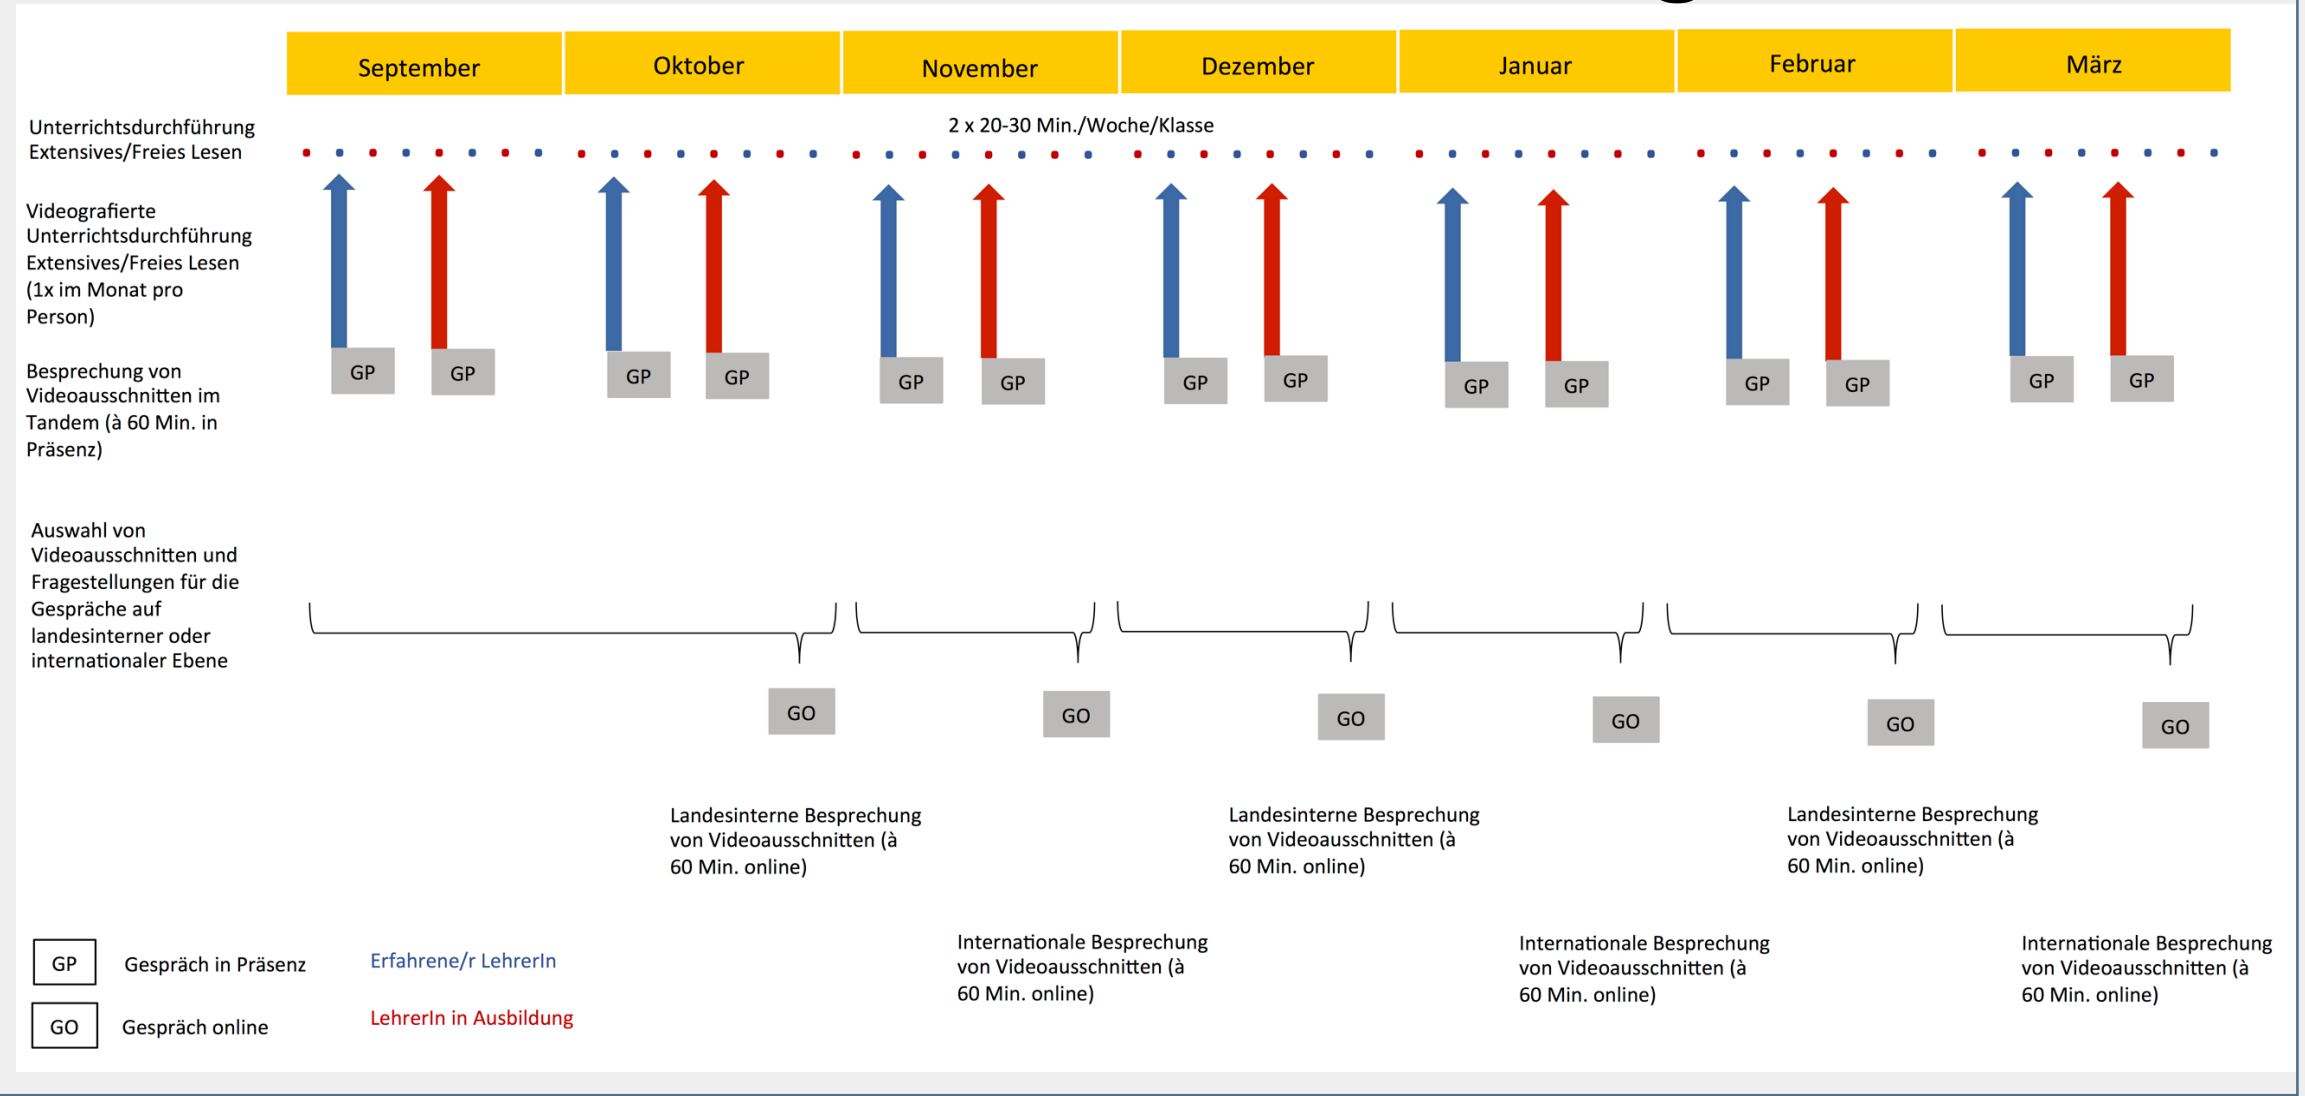 September
Oktober
November
Dezember
Januar
Februar
März
Unterrichtsdurchführung
Extensives/Freies Lesen
2 x 20-30 Min./Woche/Klasse
Videografierte
Unterrichtsdurchführung
Extensives/Freies Lesen
(1x im Monat pro
Person)
Besprechung von
Videoausschnitten im
Tandem (à 60 Min. in
Präsenz)
GP
GP
GP
GP
GP
GP
GP
GP
GP
GP
GP
GP
GP
GP
Auswahl von
Videoausschnitten und
Fragestellungen für die
Gespräche auf
landesinterner oder
internationaler Ebene
GO
GO
GO
GO
GO
GO
Landesinterne Besprechung
von Videoausschnitten (à
60 Min. online)
Landesinterne Besprechung
von Videoausschnitten (à
60 Min. online)
Landesinterne Besprechung
von Videoausschnitten (à
60 Min. online)
Internationale Besprechung
von Videoausschnitten (à
60 Min. online)
Internationale Besprechung
von Videoausschnitten (à
60 Min. online)
Internationale Besprechung
von Videoausschnitten (à
60 Min. online)
GP
Gespräch in Präsenz
Erfahrene/r LehrerIn
GO
Gespräch online
LehrerIn in Ausbildung